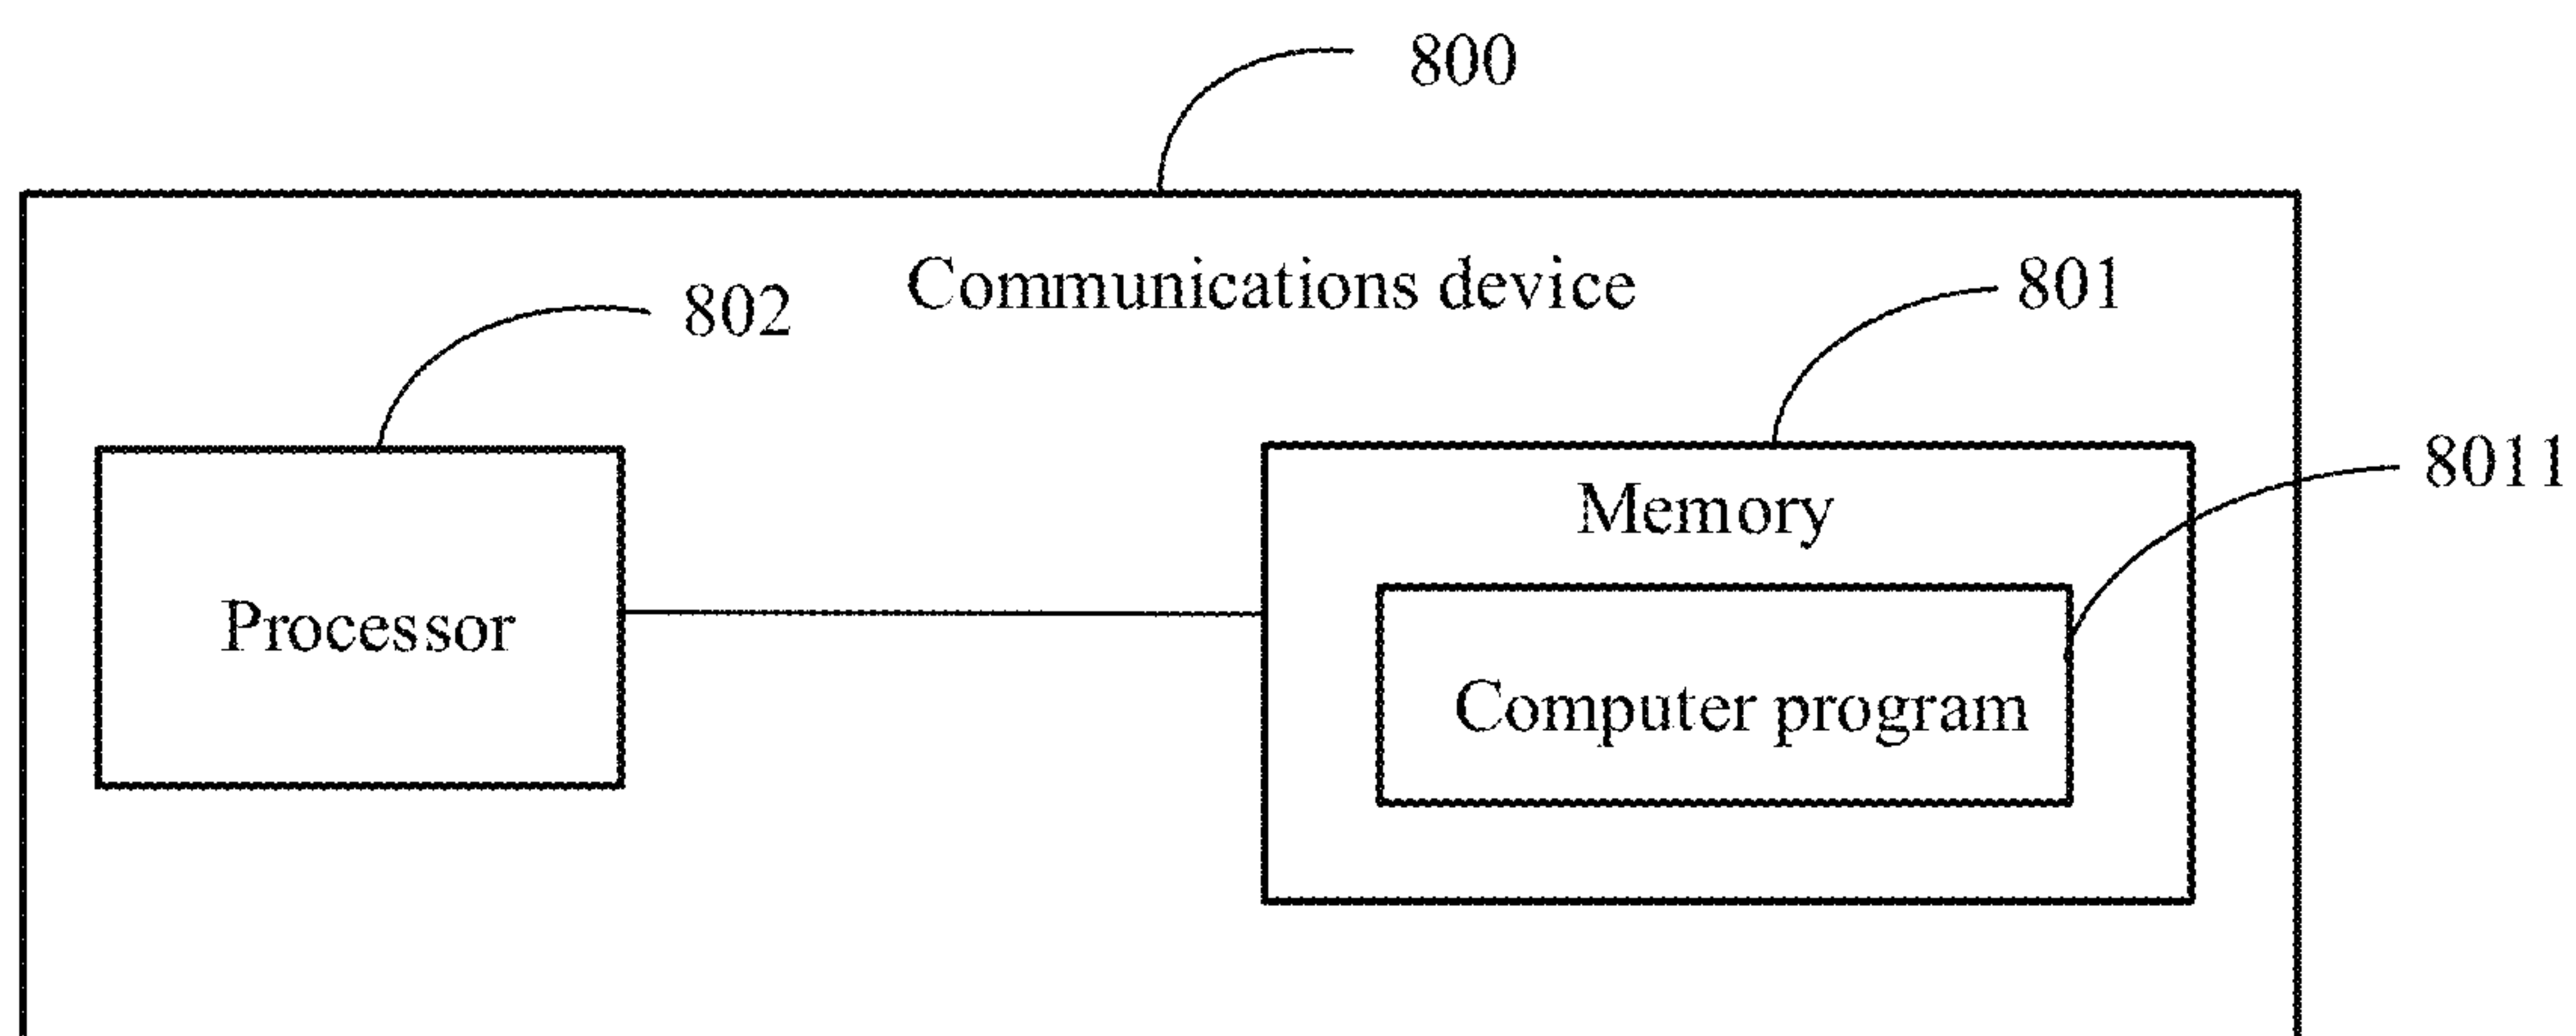 800
Communications device
802
801
8011
Memory
Processor
Computer program